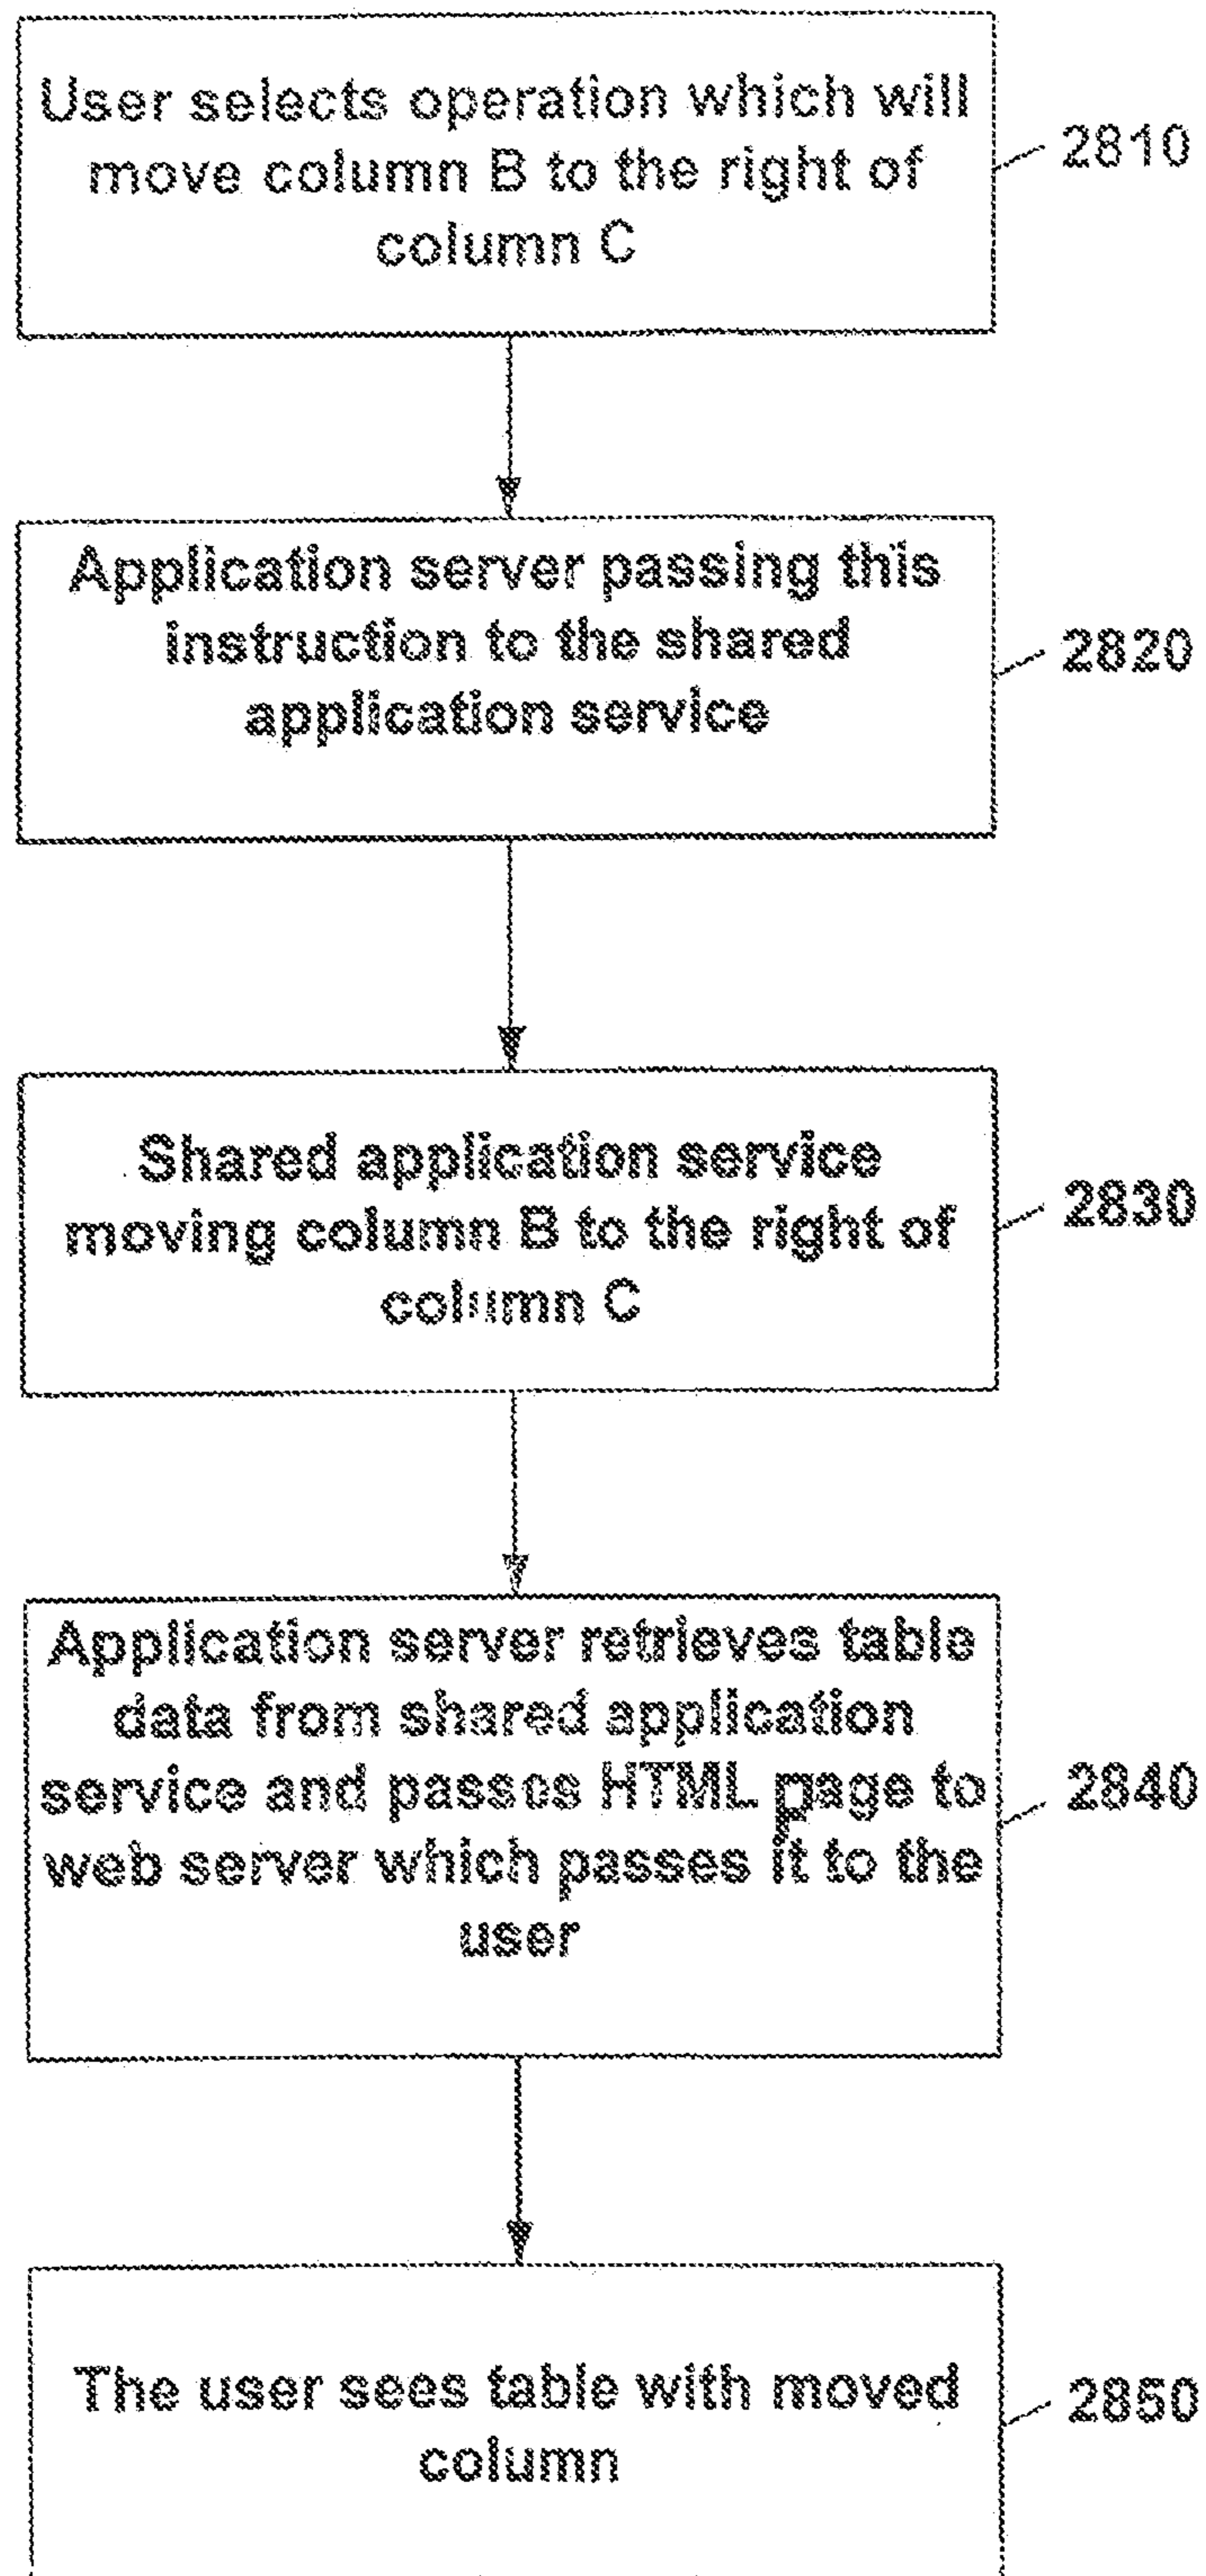 User selects operation which will
move column B to the right of
column C
2810
Application server passing this
instruction to the shared
application service
2820
Shared application service
moving column B to the right of
column C
2830
Application server retrieves table
data from shared application
service and passes HTML page to
web server which passes it to the
user
2840
The user sees table with moved
column
2850